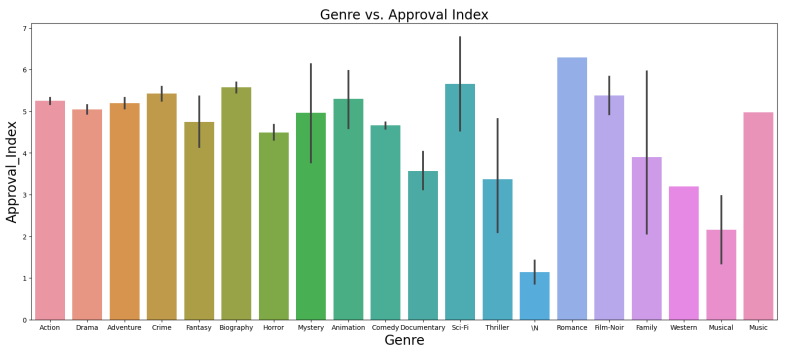 Genre vs. Approval Index
Approval_Index
7
6
5
4
3
2
1
0
Action Drama Adventure Crime Fantasy Biography Horror Mystery Animation Comedy Documentary Sci-Fi Thriller \N Romance Film-Noir Family Western Musical Music
Genre